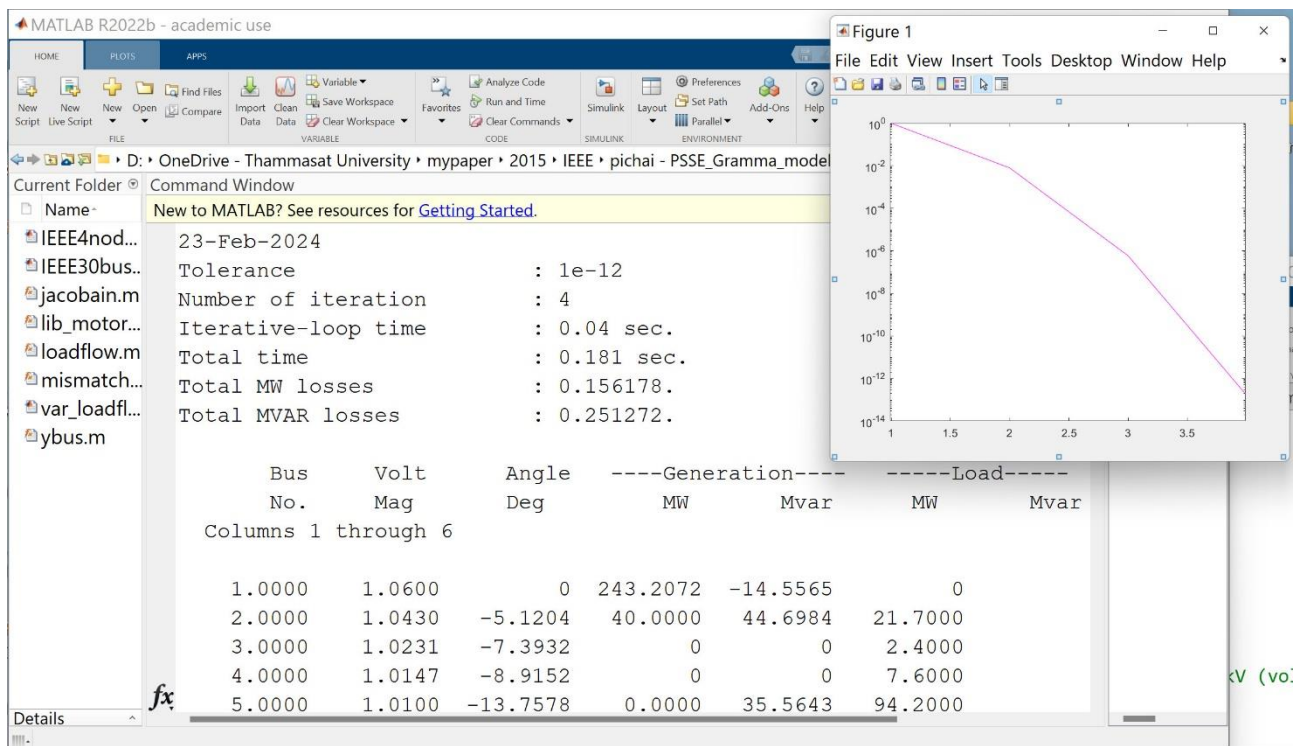 MATLAB R2022b - academic use
HOME PLOTS APPS
New Script
New Live Script
New
Open
Find Files
Compare
FILE
Import Data
Clean Data
Variable
Save Workspace
Clear Workspace
VARIABLE
Favorites
Analyze Code
Run and Time
Clear Commands
CODE
Simulink
SIMULINK
Layout
Preferences
Set Path
Parallel
Add-Ons
Help
ENVIRONMENT
D: OneDrive - Thammasat University mypaper 2015 IEEE pichai - PSSE_Gramma_model
Current Folder
Name
IEEE4nod...
IEEE30bus..
jacobain.m
lib_motor...
loadflow.m
mismatch...
var_loadfl...
ybus.m
Details
Command Window
New to MATLAB? See resources for Getting Started.
23-Feb-2024
Tolerance : 1e-12
Number of iteration : 4
Iterative-loop time : 0.04 sec.
Total time : 0.181 sec.
Total MW losses : 0.156178.
Total MVAR losses : 0.251272.
Bus Volt Angle ----Generation---- -----Load-----
No. Mag Deg MW Mvar MW Mvar
Columns 1 through 6
1.0000 1.0600 0 243.2072 -14.5565 0
2.0000 1.0430 -5.1204 40.0000 44.6984 21.7000
3.0000 1.0231 -7.3932 0 0 2.4000
4.0000 1.0147 -8.9152 0 0 7.6000
5.0000 1.0100 -13.7578 0.0000 35.5643 94.2000
fx
Figure 1
File Edit View Insert Tools Desktop Window Help
10^0
10^-2
10^-4
10^-6
10^-8
10^-10
10^-12
10^-14
1 1.5 2 2.5 3 3.5